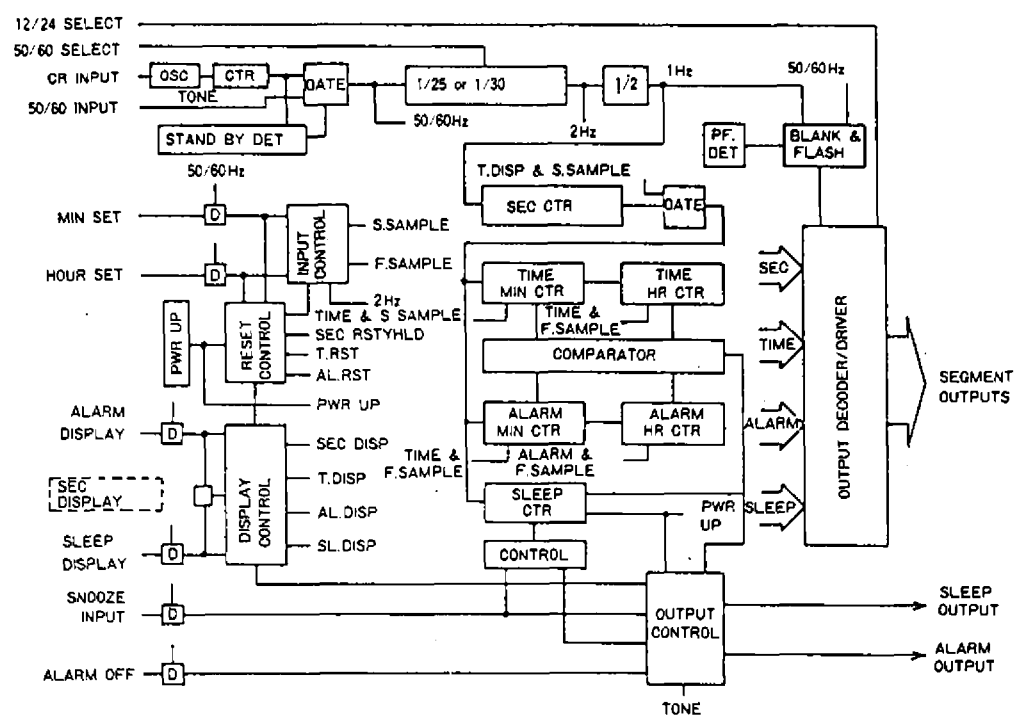 12/24 SELECT
50/60 SELECT
CR INPUT
OSC
CTR
GATE
1/25 or 1/30
1/2
1Hz
50/60Hz
TONE
50/60 INPUT
STAND BY DET
50/60Hz
2Hz
PF.
DET
BLANK &
FLASH
50/60Hz
T.DISP & S.SAMPLE
SEC CTR
GATE
MIN SET
D
INPUT
CONTROL
S.SAMPLE
HOUR SET
D
F.SAMPLE
2Hz
TIME
MIN CTR
TIME
HR CTR
SEC
PWR UP
RESET
CONTROL
TIME & S SAMPLE
SEC RSTYHLD
T.RST
AL.RST
PWR UP
TIME &
F.SAMPLE
COMPARATOR
TIME
OUTPUT DECODER/DRIVER
SEGMENT
OUTPUTS
ALARM
DISPLAY
D
DISPLAY
CONTROL
SEC DISP
T.DISP
AL.DISP
SL.DISP
ALARM
MIN CTR
ALARM
HR CTR
ALARM
TIME &
F.SAMPLE
ALARM &
F.SAMPLE
SEC
DISPLAY
SLEEP
CTR
PWR
UP
SLEEP
SLEEP
DISPLAY
D
CONTROL
SNOOZE
INPUT
D
OUTPUT
CONTROL
SLEEP
OUTPUT
ALARM OFF
D
ALARM
OUTPUT
TONE